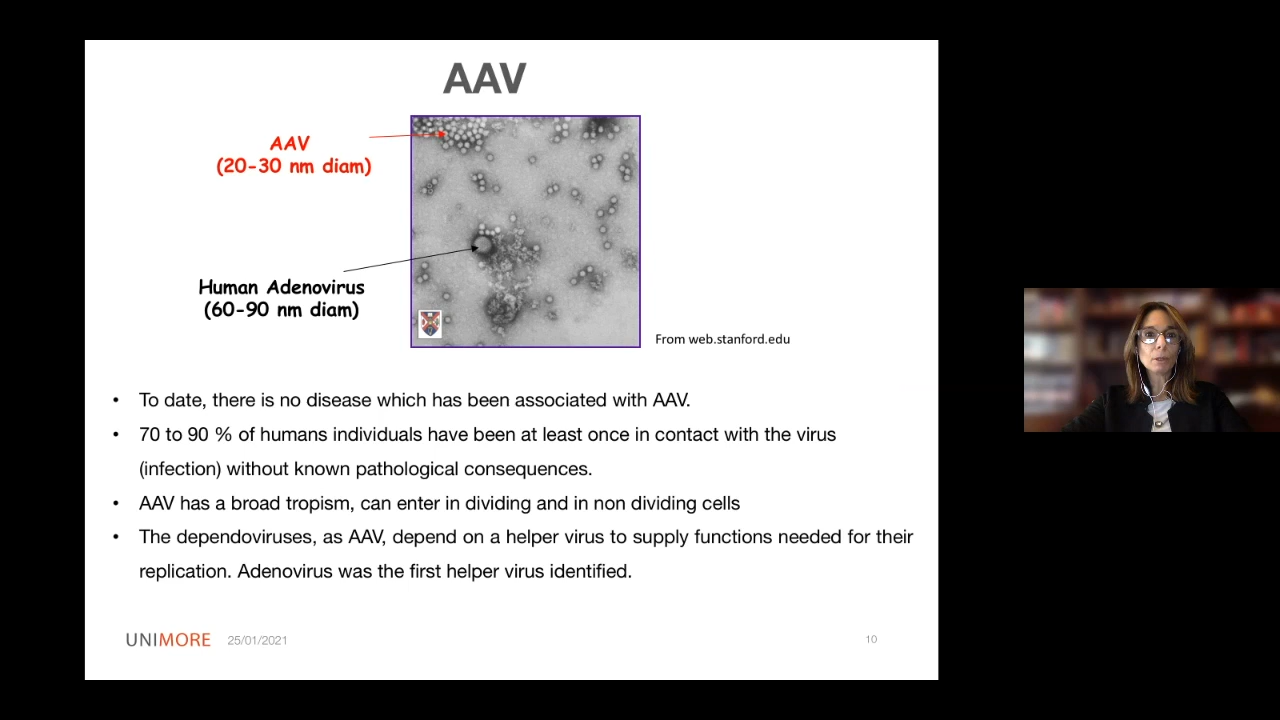 AAV
AAV
(20-30 nm diam)
Human Adenovirus
(60-90 nm diam)
From web.stanford.edu
• To date, there is no disease which has been associated with AAV.
• 70 to 90 % of humans individuals have been at least once in contact with the virus
(infection) without known pathological consequences.
• AAV has a broad tropism, can enter in dividing and in non dividing cells
• The dependoviruses, as AAV, depend on a helper virus to supply functions needed for their
replication. Adenovirus was the first helper virus identified.
UNIMORE 25/01/2021 10